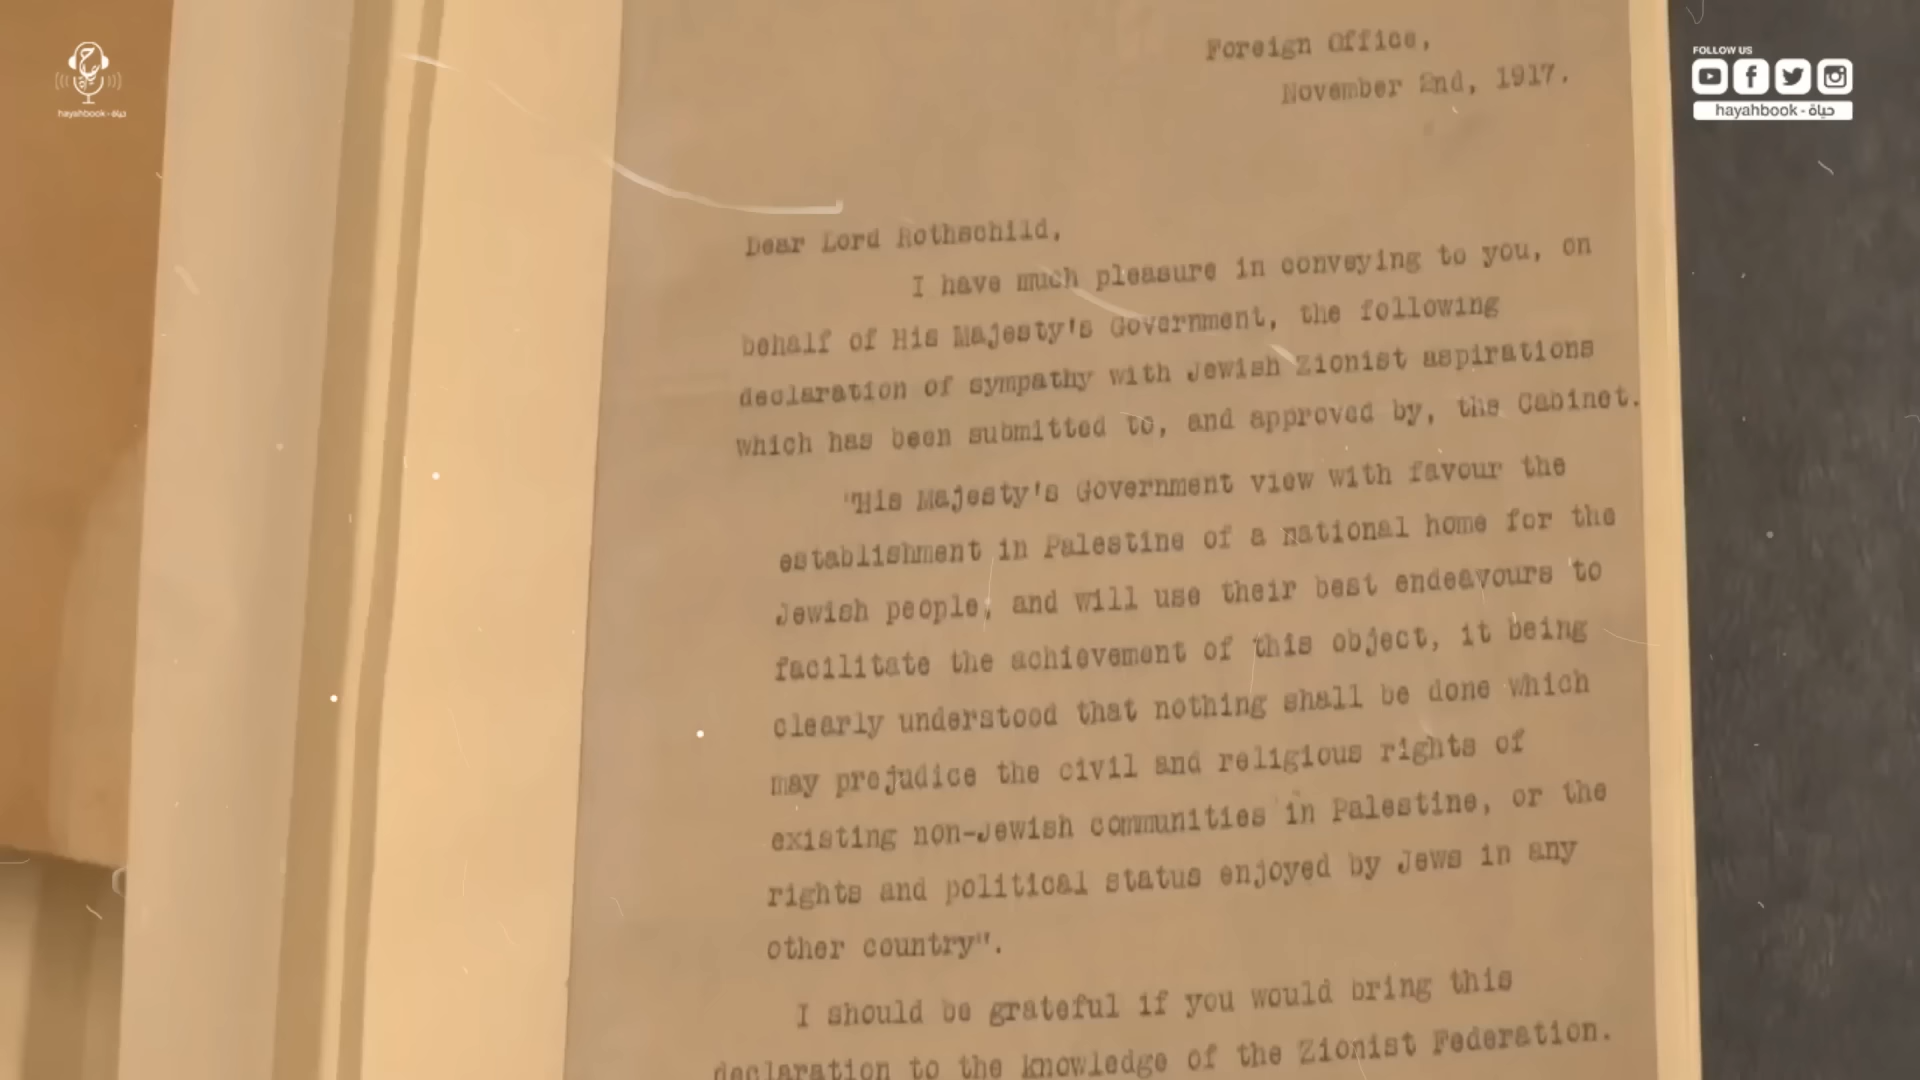 حياة - hayahbook
FOLLOW US
hayahbook - حياة
Foreign Office,
November 2nd, 1917.
Dear Lord Rothschild,
I have much pleasure in conveying to you, on
behalf of His Majesty's Government, the following
declaration of sympathy with Jewish Zionist aspirations
which has been submitted to, and approved by, the Cabinet.
"His Majesty's Government view with favour the
establishment in Palestine of a national home for the
Jewish people, and will use their best endeavours to
facilitate the achievement of this object, it being
clearly understood that nothing shall be done which
may prejudice the civil and religious rights of
existing non-Jewish communities in Palestine, or the
rights and political status enjoyed by Jews in any
other country".
I should be grateful if you would bring this
declaration to the knowledge of the Zionist Federation.